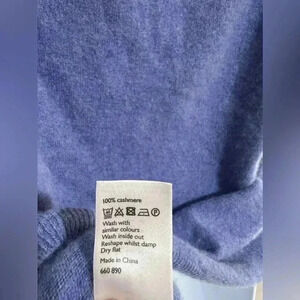 100% cashmere
Wash with
similar colours
Wash inside out
Reshape whilst damp
Dry flat
Made in China
660 890